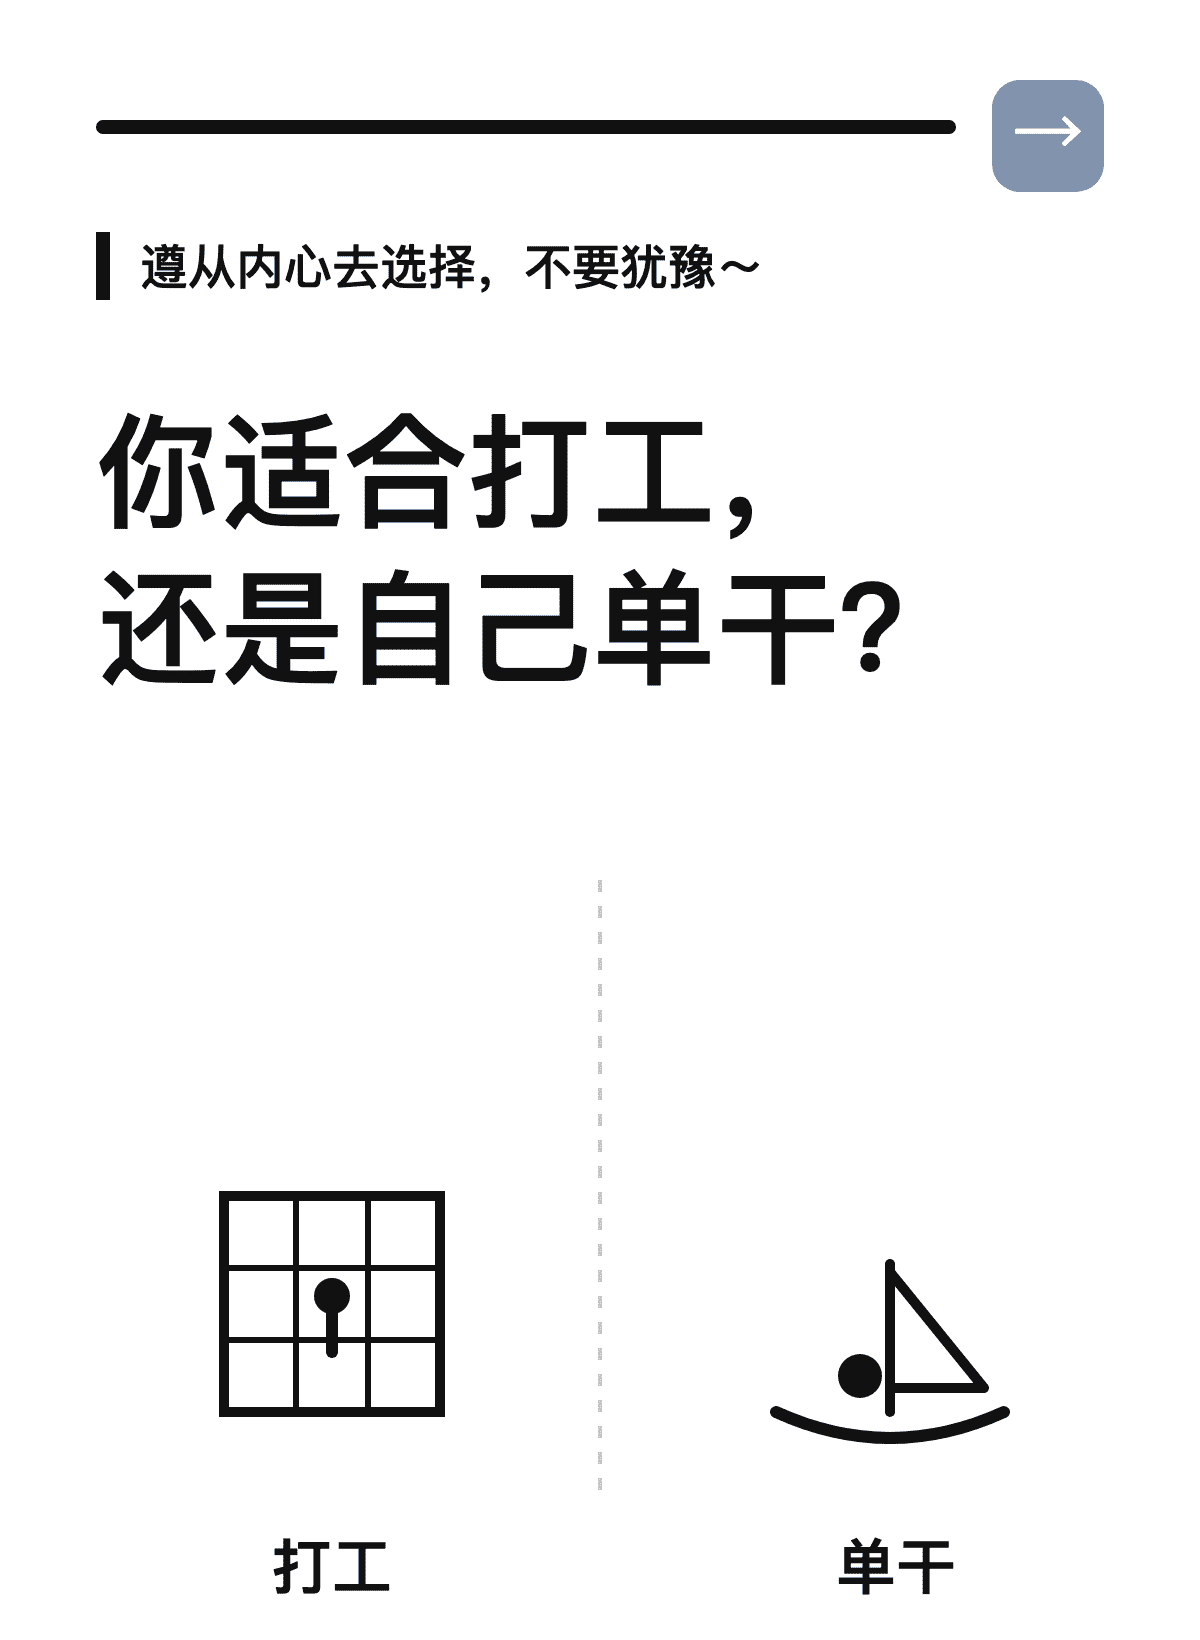 遵从内心去选择，不要犹豫～
你适合打工，
还是自己单干？
打工
单干